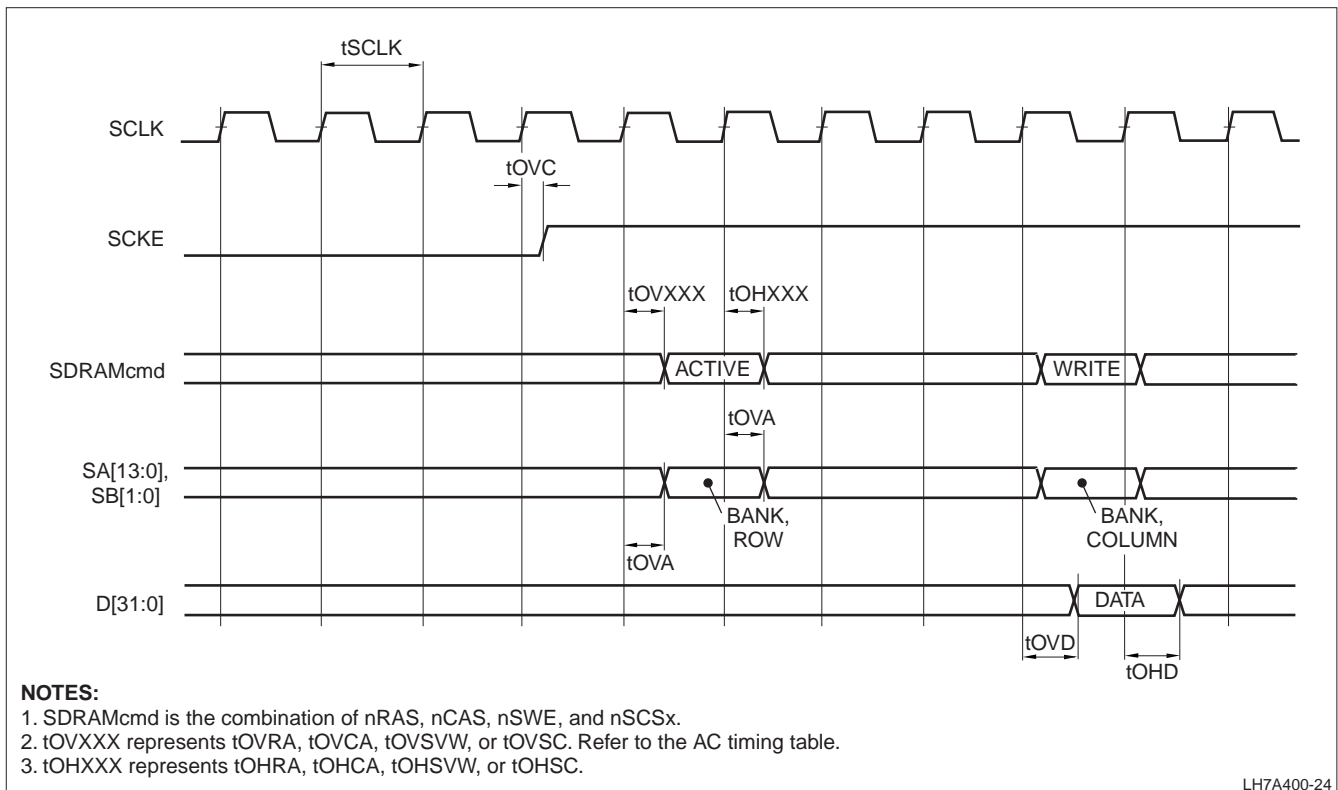 tSCLK
SCLK
tOVC
SCKE
tOVXXX
tOHXXX
SDRAMcmd
ACTIVE
WRITE
tOVA
SA[13:0],
SB[1:0]
BANK,
ROW
BANK,
COLUMN
tOVA
D[31:0]
DATA
tOVD
tOHD
NOTES:
1. SDRAMcmd is the combination of nRAS, nCAS, nSWE, and nSCSx.
2. tOVXXX represents tOVRA, tOVCA, tOVSVW, or tOVSC. Refer to the AC timing table.
3. tOHXXX represents tOHRA, tOHCA, tOHSVW, or tOHSC.
LH7A400-24